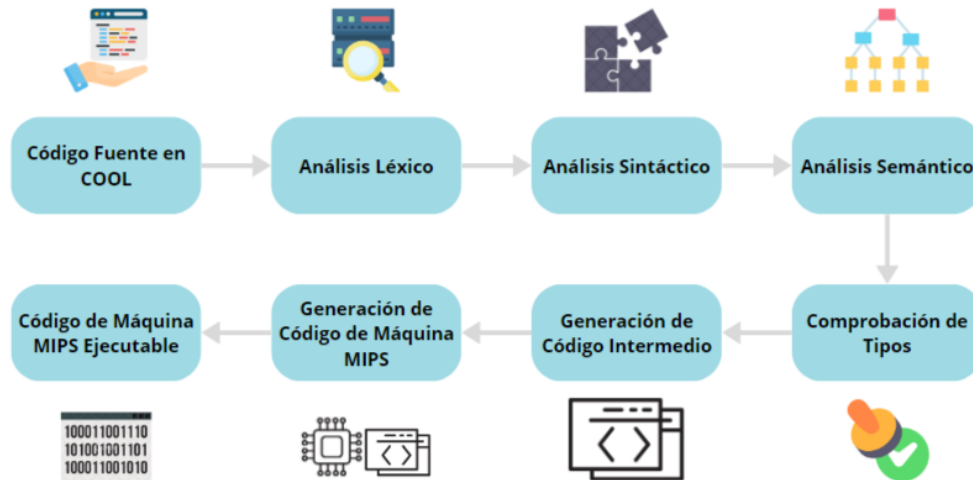 Código Fuente en
COOL
Análisis Léxico
Análisis Sintáctico
Análisis Semántico
Comprobación de
Tipos
Generación de
Código Intermedio
Generación de
Código de Máquina
MIPS
Código de Máquina
MIPS Ejecutable
100011001110
101001001101
100011001010